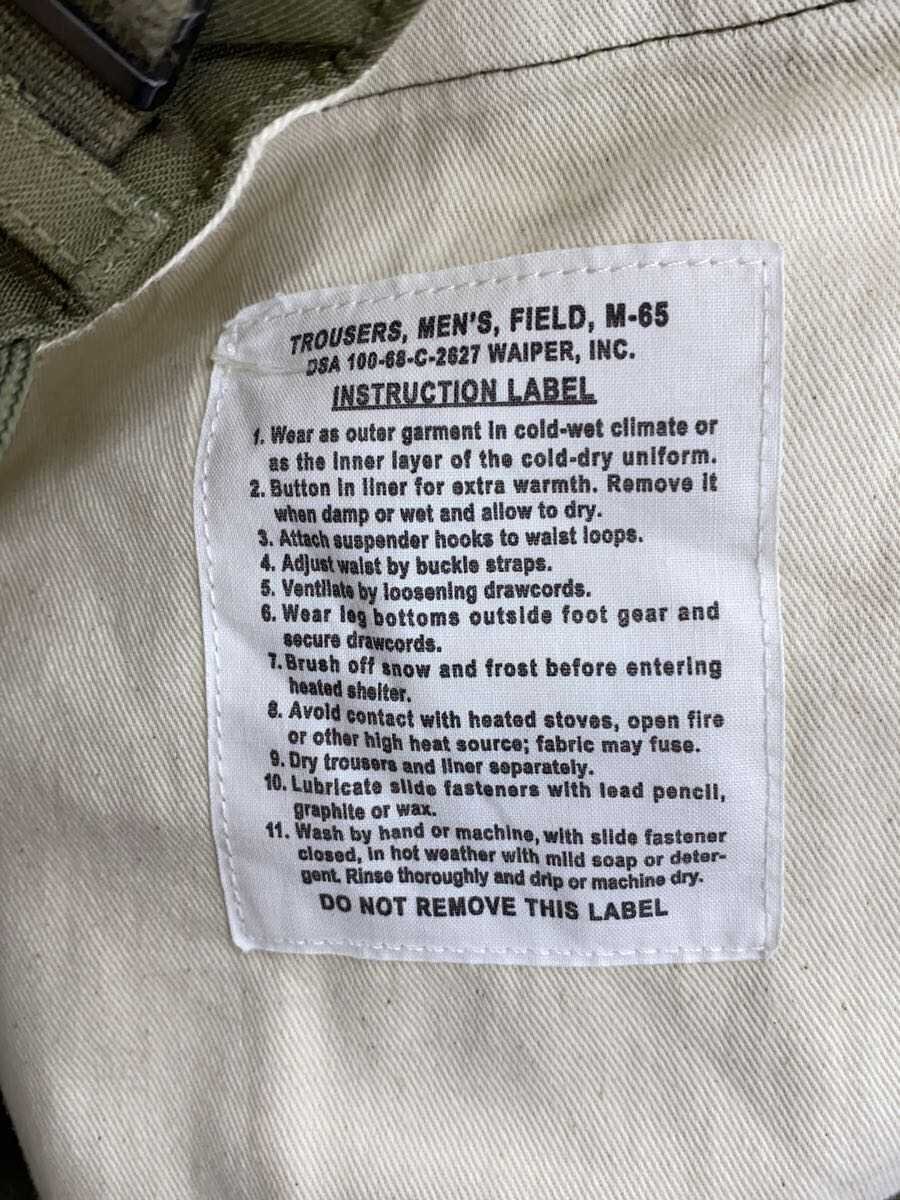 TROUSERS, MEN'S, FIELD, M-65
DSA 100-68-C-2627 WAIPER, INC.
INSTRUCTION LABEL
1. Wear as outer garment in cold-wet climate or
as the inner layer of the cold-dry uniform.
2. Button in liner for extra warmth. Remove it
when damp or wet and allow to dry.
3. Attach suspender hooks to waist loops.
4. Adjust waist by buckle straps.
5. Ventilate by loosening drawcords.
6. Wear leg bottoms outside foot gear and
secure drawcords.
7. Brush off snow and frost before entering
heated shelter.
8. Avoid contact with heated stoves, open fire
or other high heat source; fabric may fuse.
9. Dry trousers and liner separately.
10. Lubricate slide fasteners with lead pencil,
graphite or wax.
11. Wash by hand or machine, with slide fastener
closed, in hot weather with mild soap or deter-
gent. Rinse thoroughly and drip or machine dry.
DO NOT REMOVE THIS LABEL